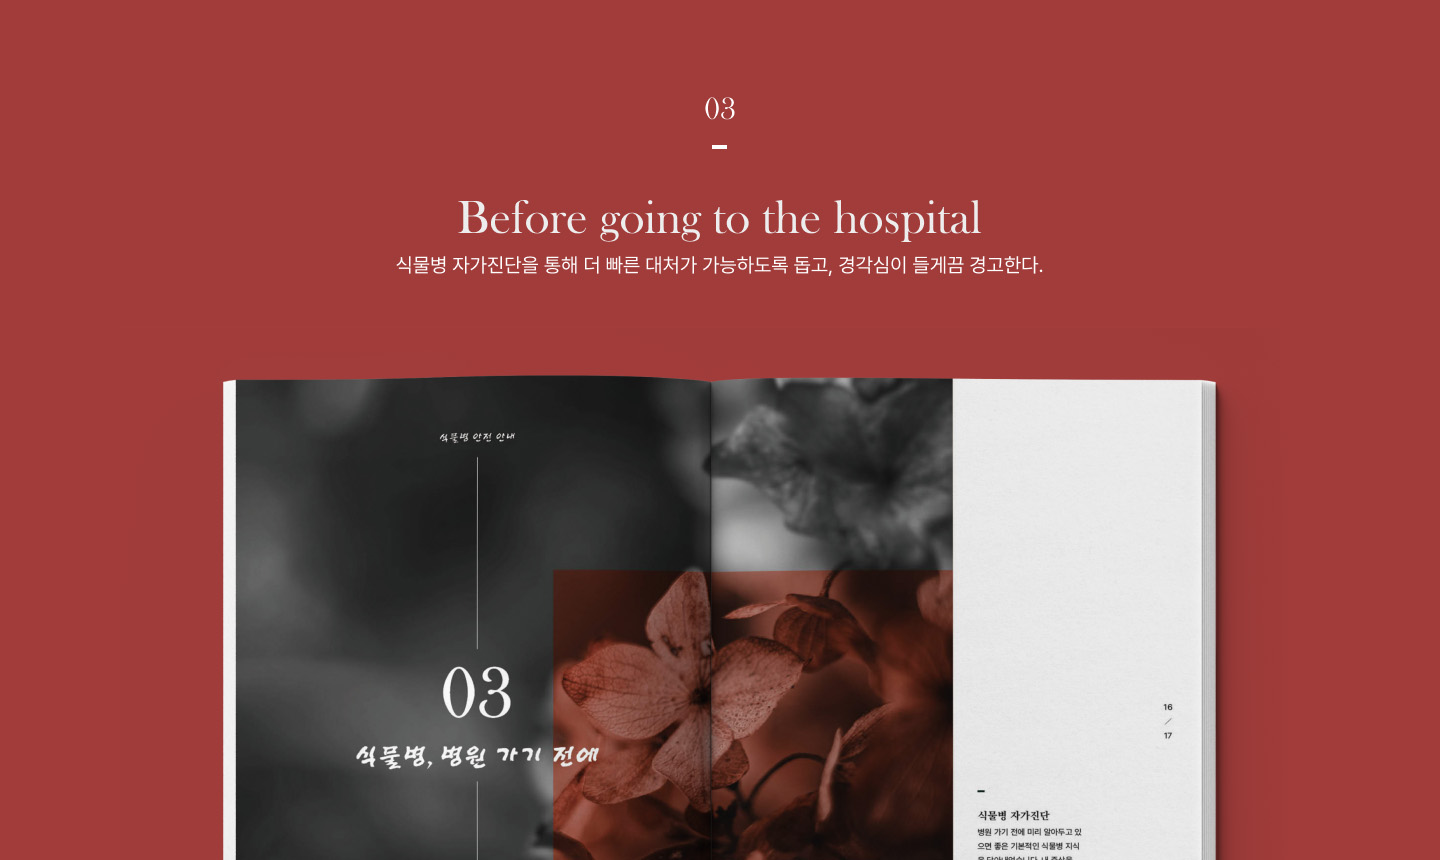 03
Before going to the hospital
식물병 자가진단을 통해 더 빠른 대처가 가능하도록 돕고, 경각심이 들게끔 경고한다.
식물병 안전 안내
03
식물병, 병원 가기 전에
16
/
17
식물병 자가진단
병원 가기 전에 미리 알아두고 있
으면 좋은 기본적인 식물병 지식